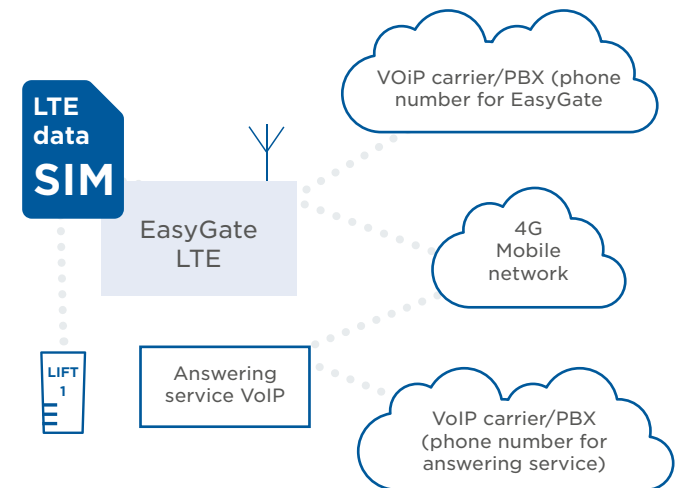 LTE
data
SIM
EasyGate
LTE
VOiP carrier/PBX (phone
number for EasyGate
4G
Mobile
network
LIFT
1
Answering
service VoIP
VoIP carrier/PBX
(phone number for
answering service)